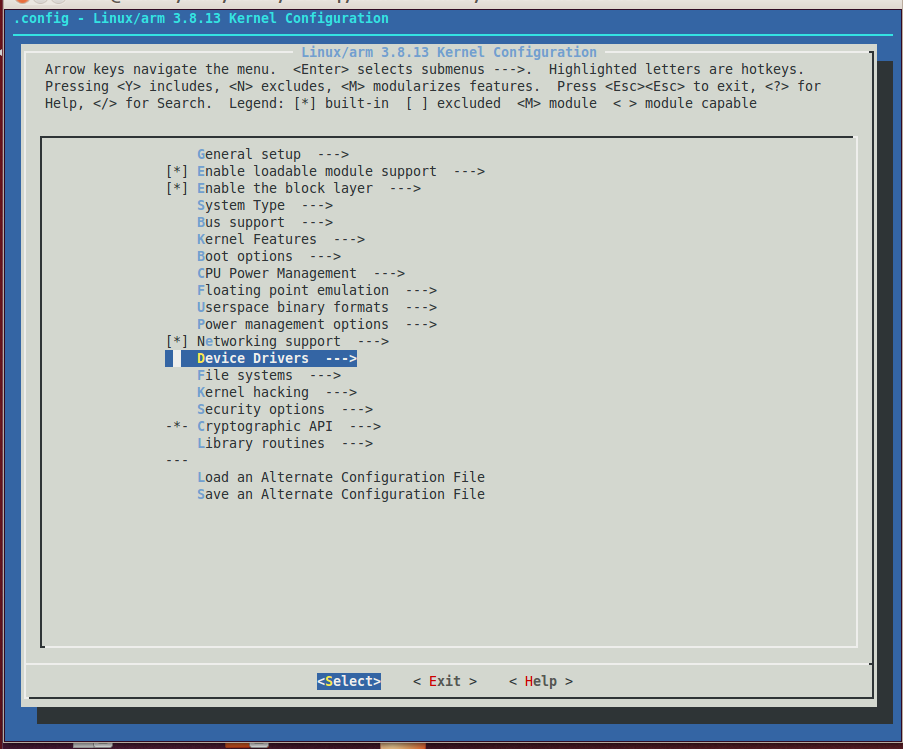 .config - Linux/arm 3.8.13 Kernel Configuration
Linux/arm 3.8.13 Kernel Configuration
Arrow keys navigate the menu.  <Enter> selects submenus --->.  Highlighted letters are hotkeys.
Pressing <Y> includes, <N> excludes, <M> modularizes features.  Press <Esc><Esc> to exit, <?> for
Help, </> for Search.  Legend: [*] built-in  [ ] excluded  <M> module  < > module capable
General setup  --->
[*] Enable loadable module support  --->
[*] Enable the block layer  --->
System Type  --->
Bus support  --->
Kernel Features  --->
Boot options  --->
CPU Power Management  --->
Floating point emulation  --->
Userspace binary formats  --->
Power management options  --->
[*] Networking support  --->
Device Drivers  --->
File systems  --->
Kernel hacking  --->
Security options  --->
-*- Cryptographic API  --->
Library routines  --->
---
Load an Alternate Configuration File
Save an Alternate Configuration File
<Select>    < Exit >    < Help >